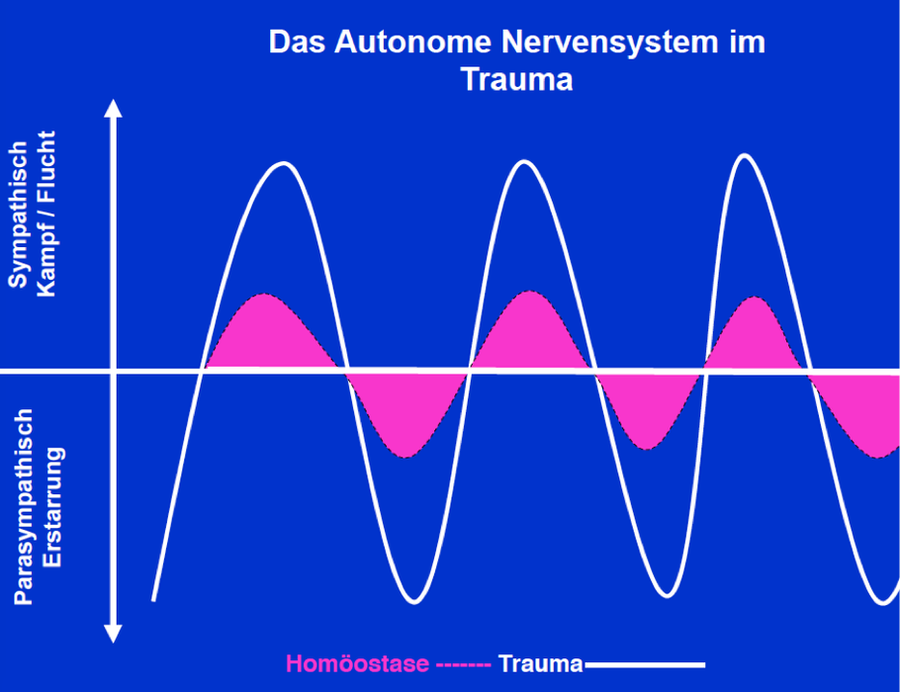 Das Autonome Nervensystem im
Trauma
Sympathisch
Kampf / Flucht
Parasympathisch
Erstarrung
Homöostase ------- Trauma